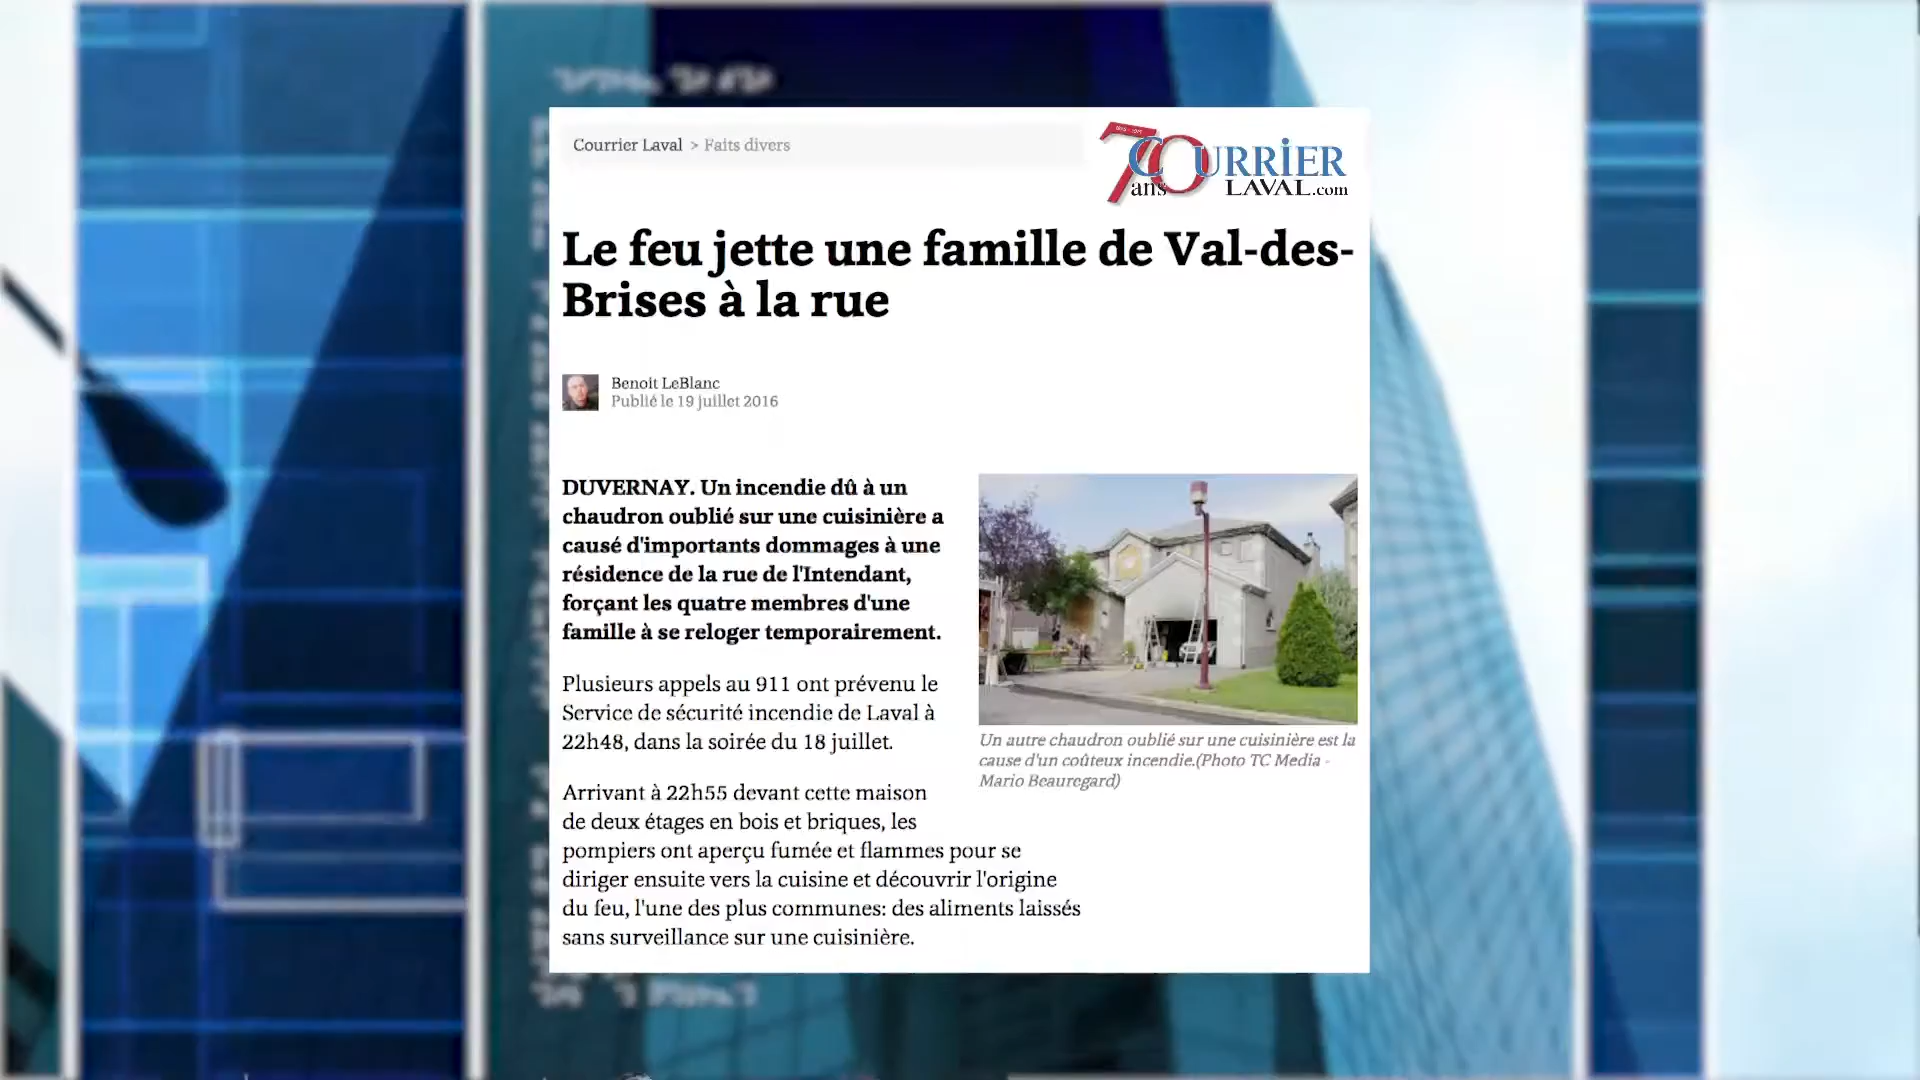 Courrier Laval > Faits divers
70 ans COURRIER
LAVAL.com
Le feu jette une famille de Val-des-
Brises à la rue
Benoit LeBlanc
Publié le 19 juillet 2016
DUVERNAY. Un incendie dû à un
chaudron oublié sur une cuisinière a
causé d'importants dommages à une
résidence de la rue de l'Intendant,
forçant les quatre membres d'une
famille à se reloger temporairement.
Plusieurs appels au 911 ont prévenu le
Service de sécurité incendie de Laval à
22h48, dans la soirée du 18 juillet.
Un autre chaudron oublié sur une cuisinière est la
cause d'un coûteux incendie.(Photo TC Media -
Mario Beauregard)
Arrivant à 22h55 devant cette maison
de deux étages en bois et briques, les
pompiers ont aperçu fumée et flammes pour se
diriger ensuite vers la cuisine et découvrir l'origine
du feu, l'une des plus communes: des aliments laissés
sans surveillance sur une cuisinière.